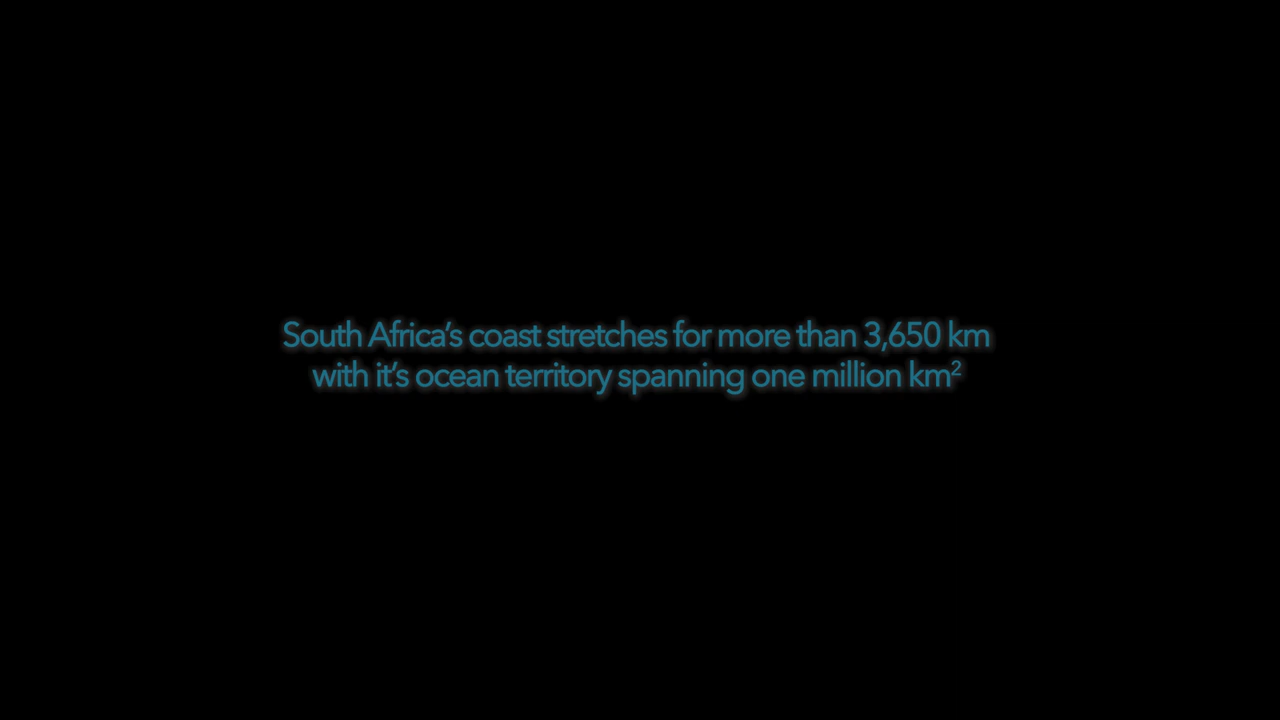 South Africa’s coast stretches for more than 3,650 km
with it’s ocean territory spanning one million km²